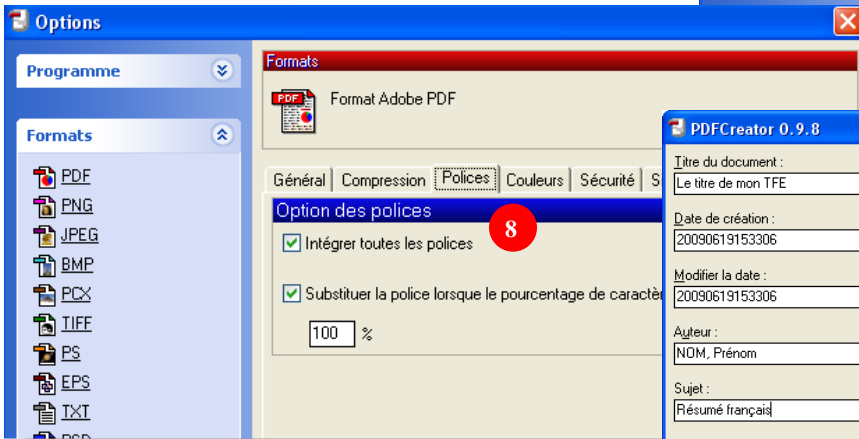 Options
Programme
Formats
PDF
PNG
JPEG
BMP
PCX
TIFF
PS
EPS
TXT
PSD
Formats
PDF
Format Adobe PDF
Général Compression Polices Couleurs Sécurité S
Option des polices
8
Intégrer toutes les polices
Substituer la police lorsque le pourcentage de caractèr
100 %
PDFCreator 0.9.8
Titre du document :
Le titre de mon TFE
Date de création :
20090619153306
Modifier la date :
20090619153306
Auteur :
NOM, Prénom
Sujet :
Résumé français